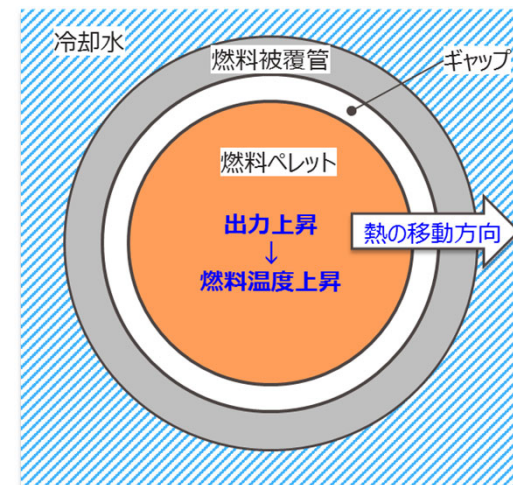 冷却水
燃料被覆管
ギャップ
燃料ペレット
出力上昇
↓
燃料温度上昇
熱の移動方向